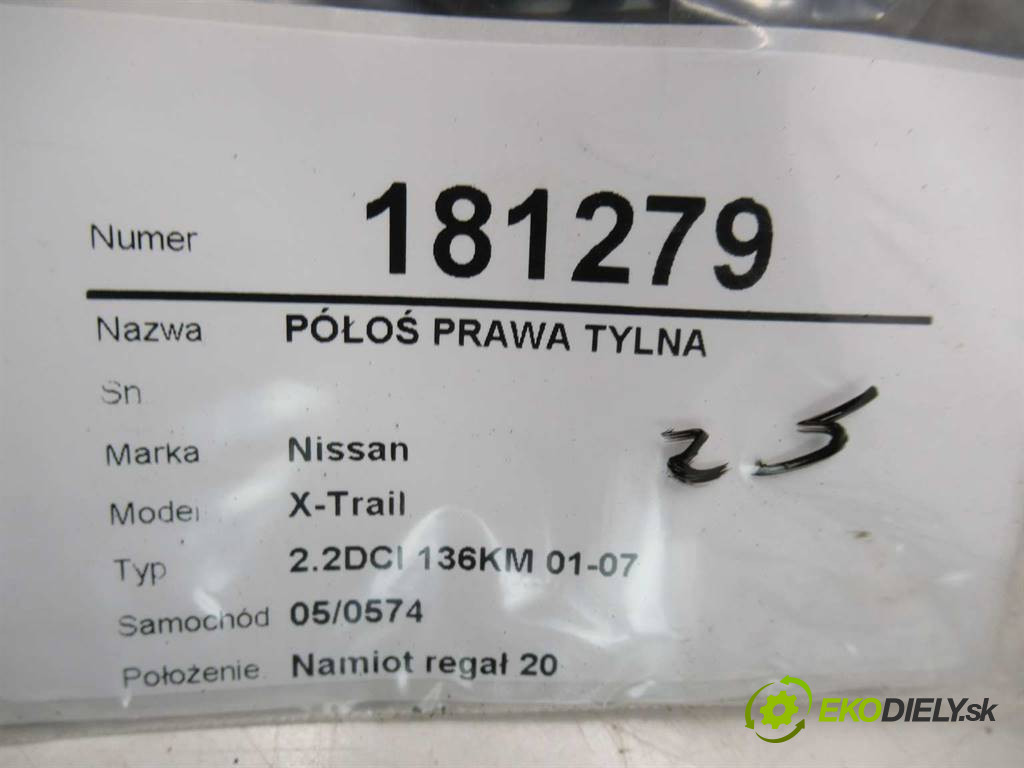 Numer 181279
Nazwa PÓŁOŚ PRAWA TYLNA
Sn
25
Marka Nissan
Model X-Trail
Typ 2.2DCI 136KM 01-07
Samochód 05/0574
Położenie Namiot regał 20
EKODIELY.sk